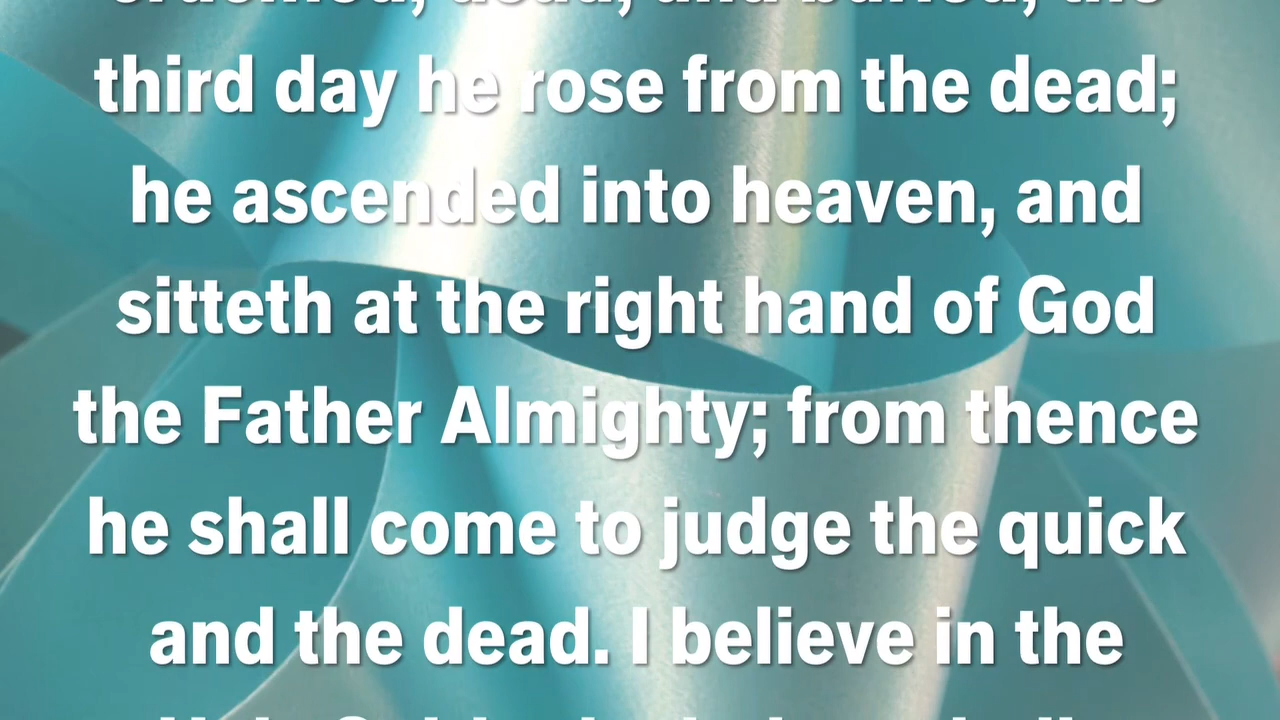 third day he rose from the dead;
he ascended into heaven, and
sitteth at the right hand of God
the Father Almighty; from thence
he shall come to judge the quick
and the dead. I believe in the